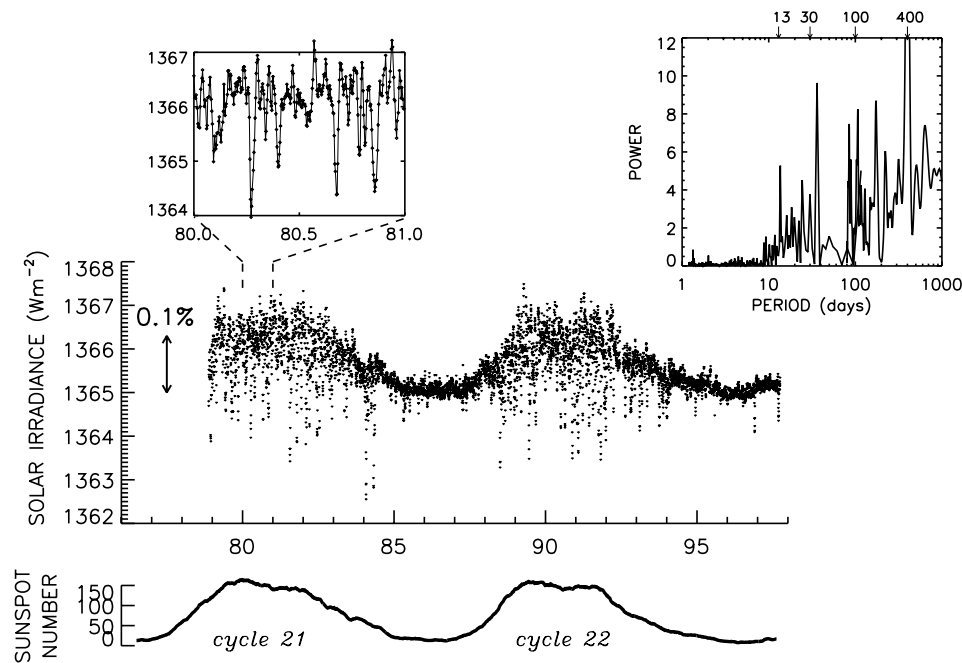 1367
1366
1365
1364
80.0 80.5 81.0
13 30 100 400
12
10
8
6
4
2
0
POWER
1 10 100 1000
PERIOD (days)
1368
1367
1366
1365
1364
1363
1362
SOLAR IRRADIANCE (Wm⁻²)
0.1%
80 85 90 95
SUNSPOT
NUMBER
150
100
50
0
cycle 21
cycle 22